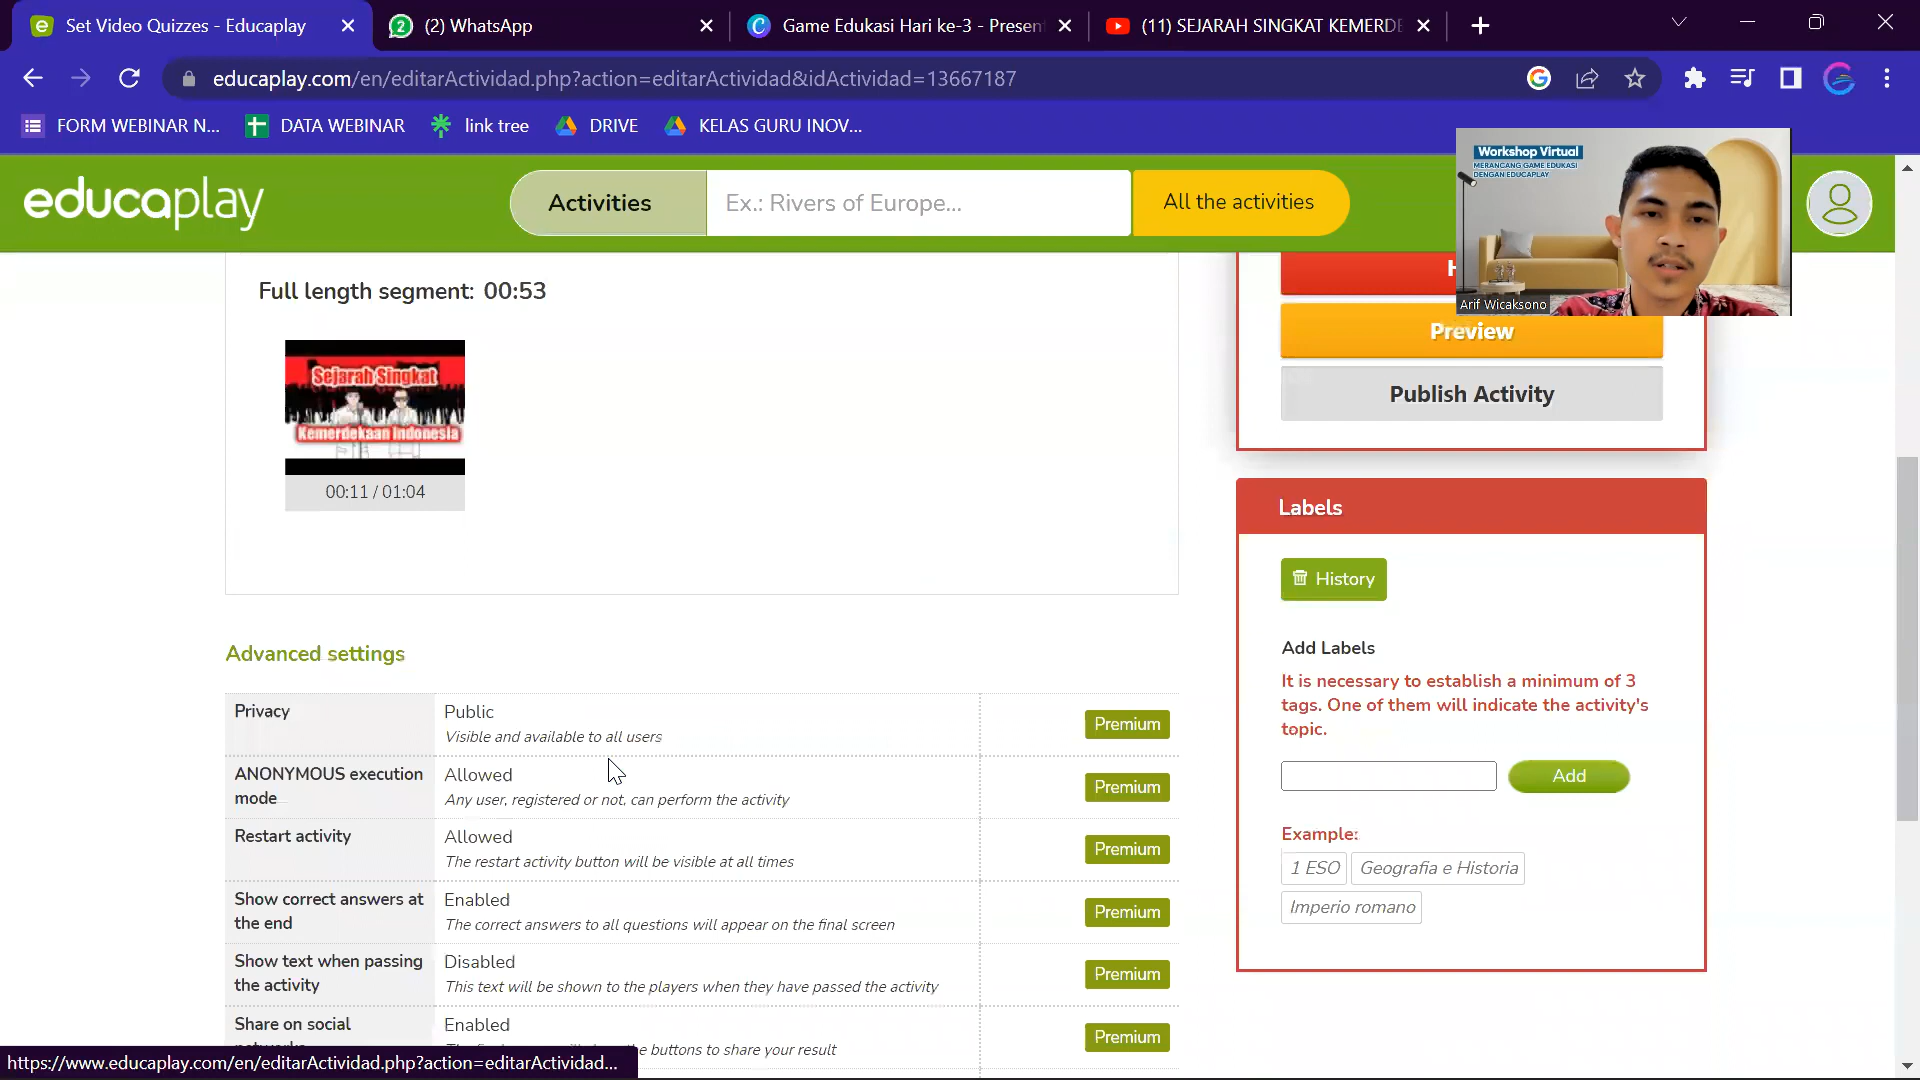 Set Video Quizzes - Educaplay
(2) WhatsApp
Game Edukasi Hari ke-3 - Presen
(11) SEJARAH SINGKAT KEMERDE
educaplay.com/en/editarActividad.php?action=editarActividad&idActividad=13667187
FORM WEBINAR N...
DATA WEBINAR
link tree
DRIVE
KELAS GURU INOV...
educaplay
Activities
Ex.: Rivers of Europe...
All the activities
Workshop Virtual
MERANCANG GAME EDUKASI
DENGAN EDUCAPLAY
Arif Wicaksono
Full length segment: 00:53
Sejarah Singkat
Kemerdekaan Indonesia
00:11 / 01:04
Preview
Publish Activity
Labels
History
Add Labels
It is necessary to establish a minimum of 3
tags. One of them will indicate the activity's
topic.
Add
Example:
1 ESO
Geografia e Historia
Imperio romano
Advanced settings
Privacy
Public
Visible and available to all users
Premium
ANONYMOUS execution
mode
Allowed
Any user, registered or not, can perform the activity
Premium
Restart activity
Allowed
The restart activity button will be visible at all times
Premium
Show correct answers at
the end
Enabled
The correct answers to all questions will appear on the final screen
Premium
Show text when passing
the activity
Disabled
This text will be shown to the players when they have passed the activity
Premium
Share on social
Enabled
the buttons to share your result
Premium
https://www.educaplay.com/en/editarActividad.php?action=editarActividad...